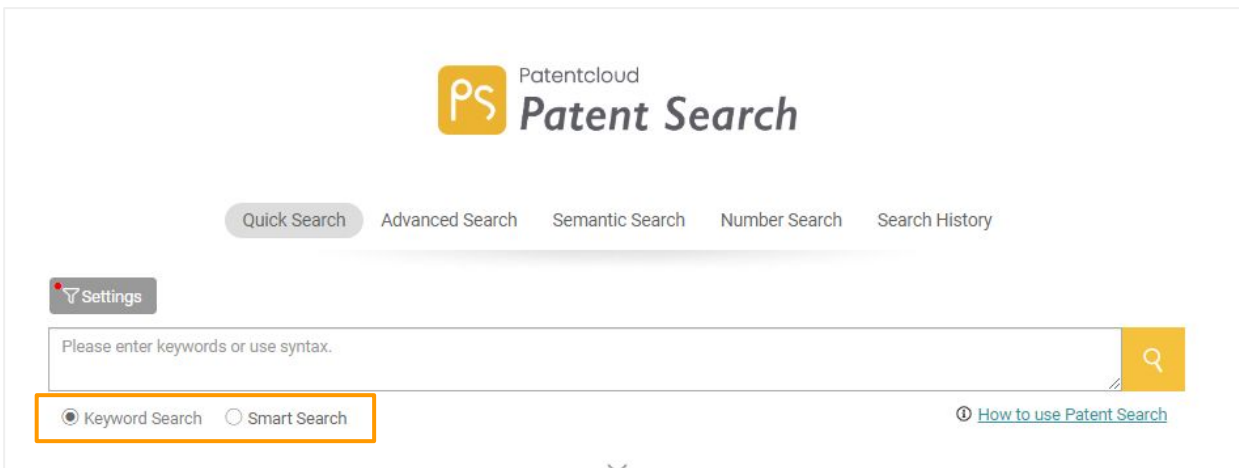 PS
Patentcloud
Patent Search
Quick Search Advanced Search Semantic Search Number Search Search History
Settings
Please enter keywords or use syntax.
Keyword Search Smart Search How to use Patent Search